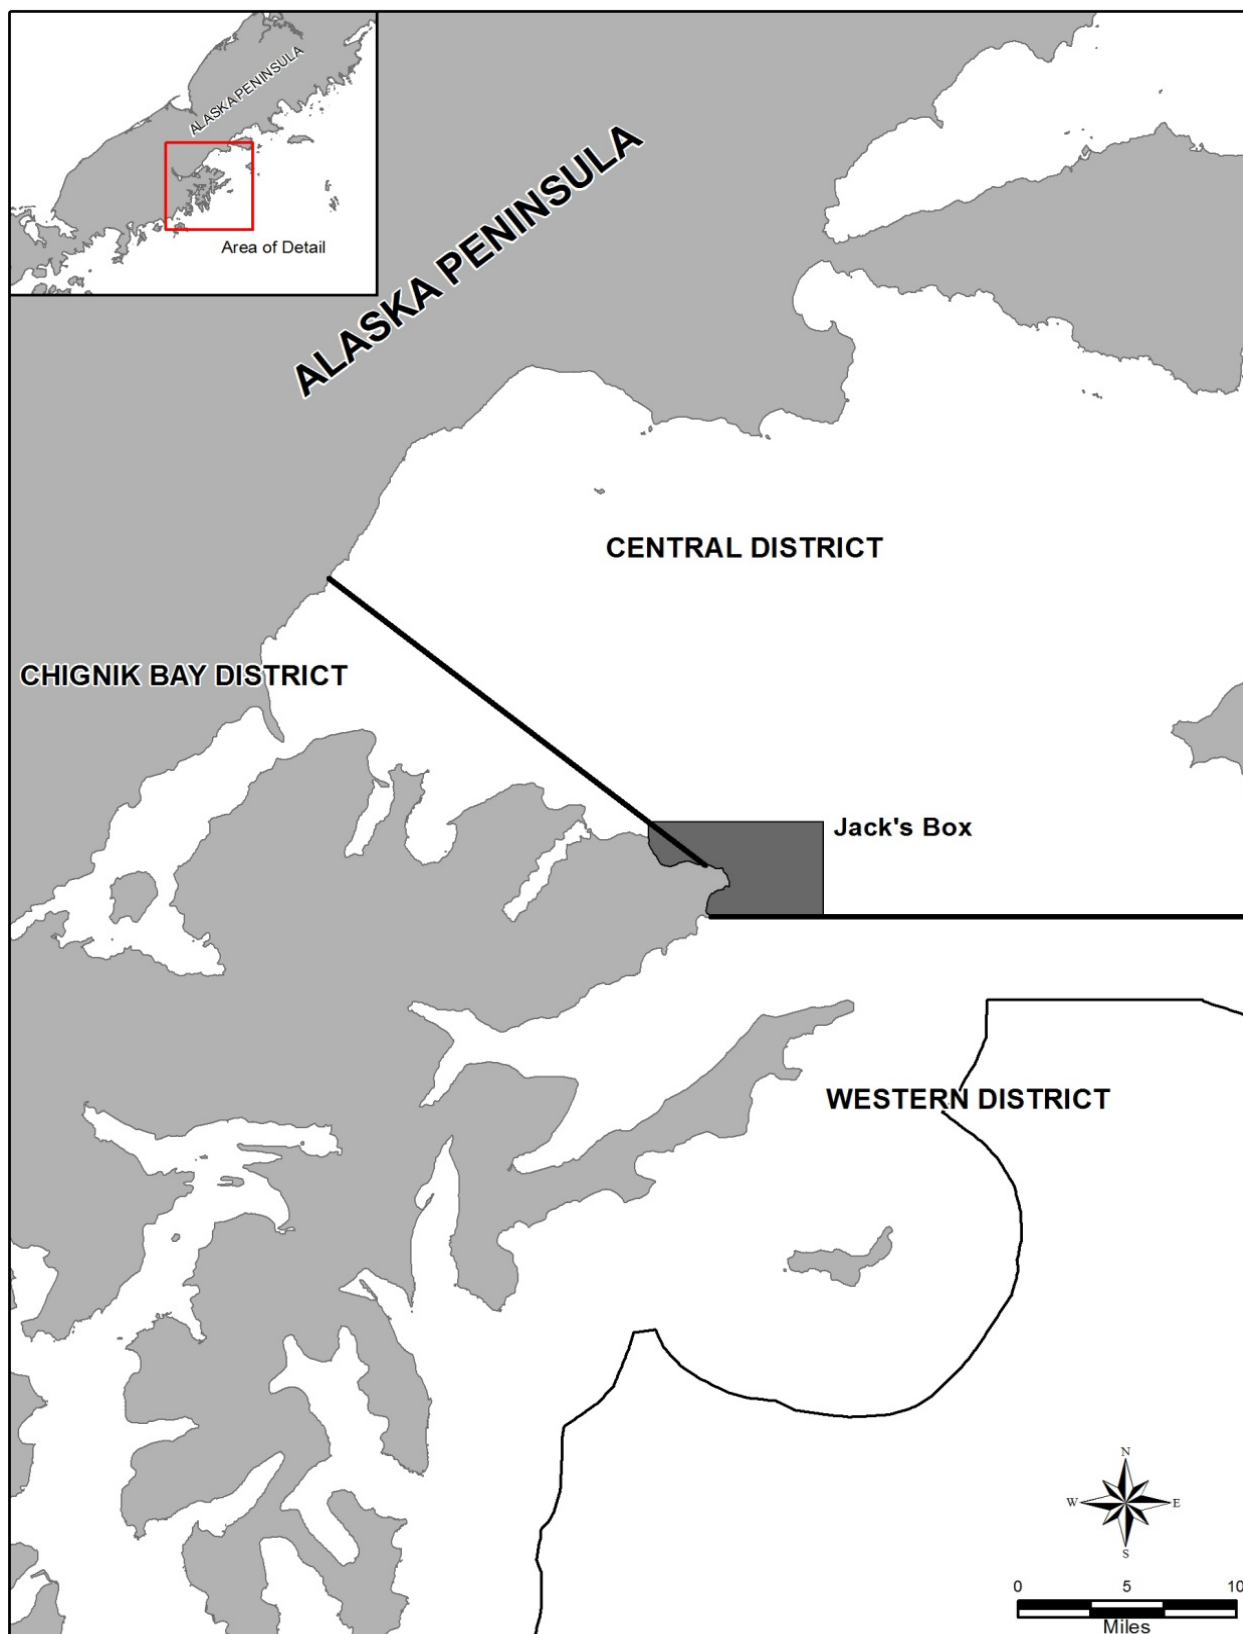 ALASKA PENINSULA
Area of Detail
ALASKA PENINSULA
CENTRAL DISTRICT
CHIGNIK BAY DISTRICT
Jack's Box
WESTERN DISTRICT
N
W
E
S
0 5 10
Miles